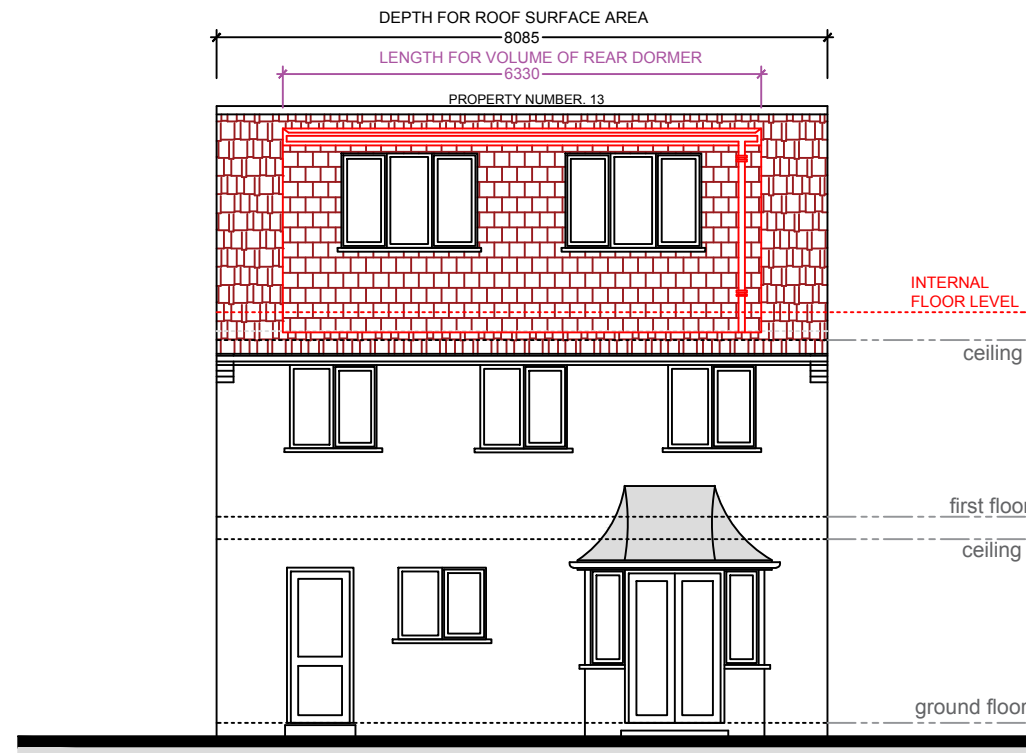 DEPTH FOR ROOF SURFACE AREA
8085
LENGTH FOR VOLUME OF REAR DORMER
6330
PROPERTY NUMBER. 13
INTERNAL
FLOOR LEVEL
ceiling
first floor
ceiling
ground floor